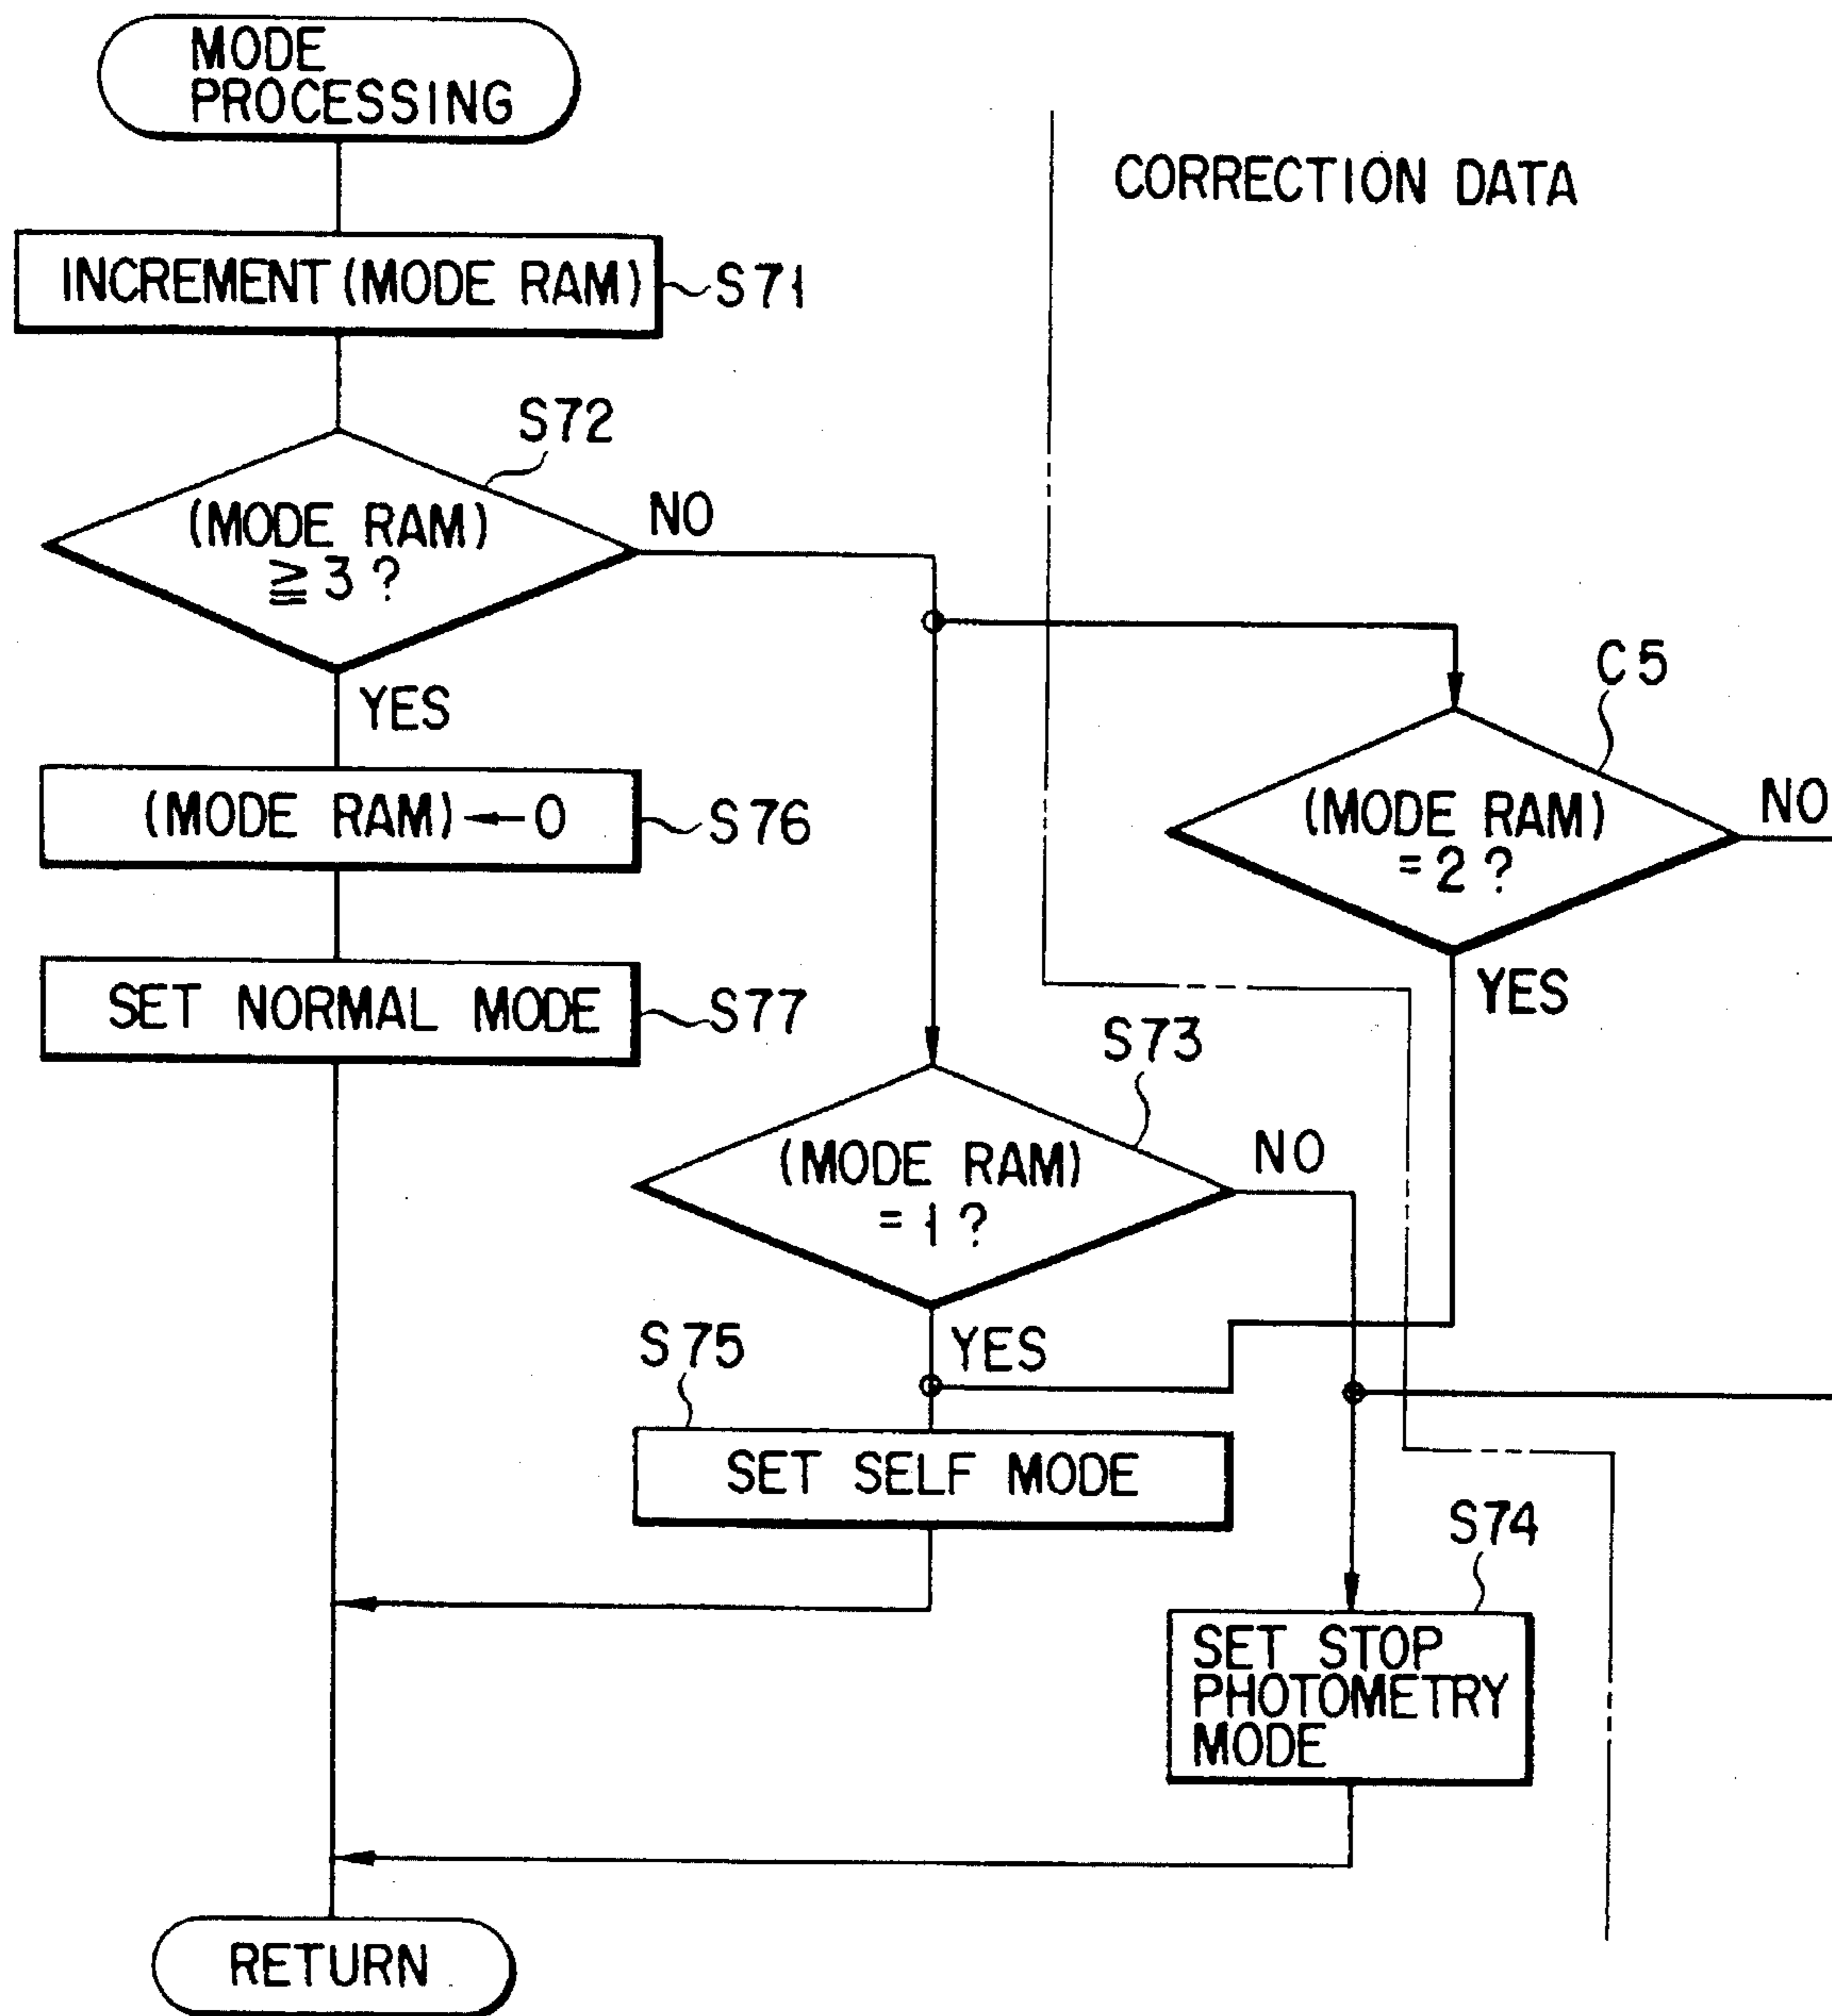 MODE
PROCESSING
CORRECTION DATA
INCREMENT (MODE RAM)
S71
S72
(MODE RAM)
≧ 3 ?
NO
YES
C5
(MODE RAM)
= 2 ?
NO
YES
(MODE RAM) ← 0
S76
SET NORMAL MODE
S77
S73
(MODE RAM)
= 1 ?
NO
YES
S75
SET SELF MODE
S74
SET STOP
PHOTOMETRY
MODE
RETURN